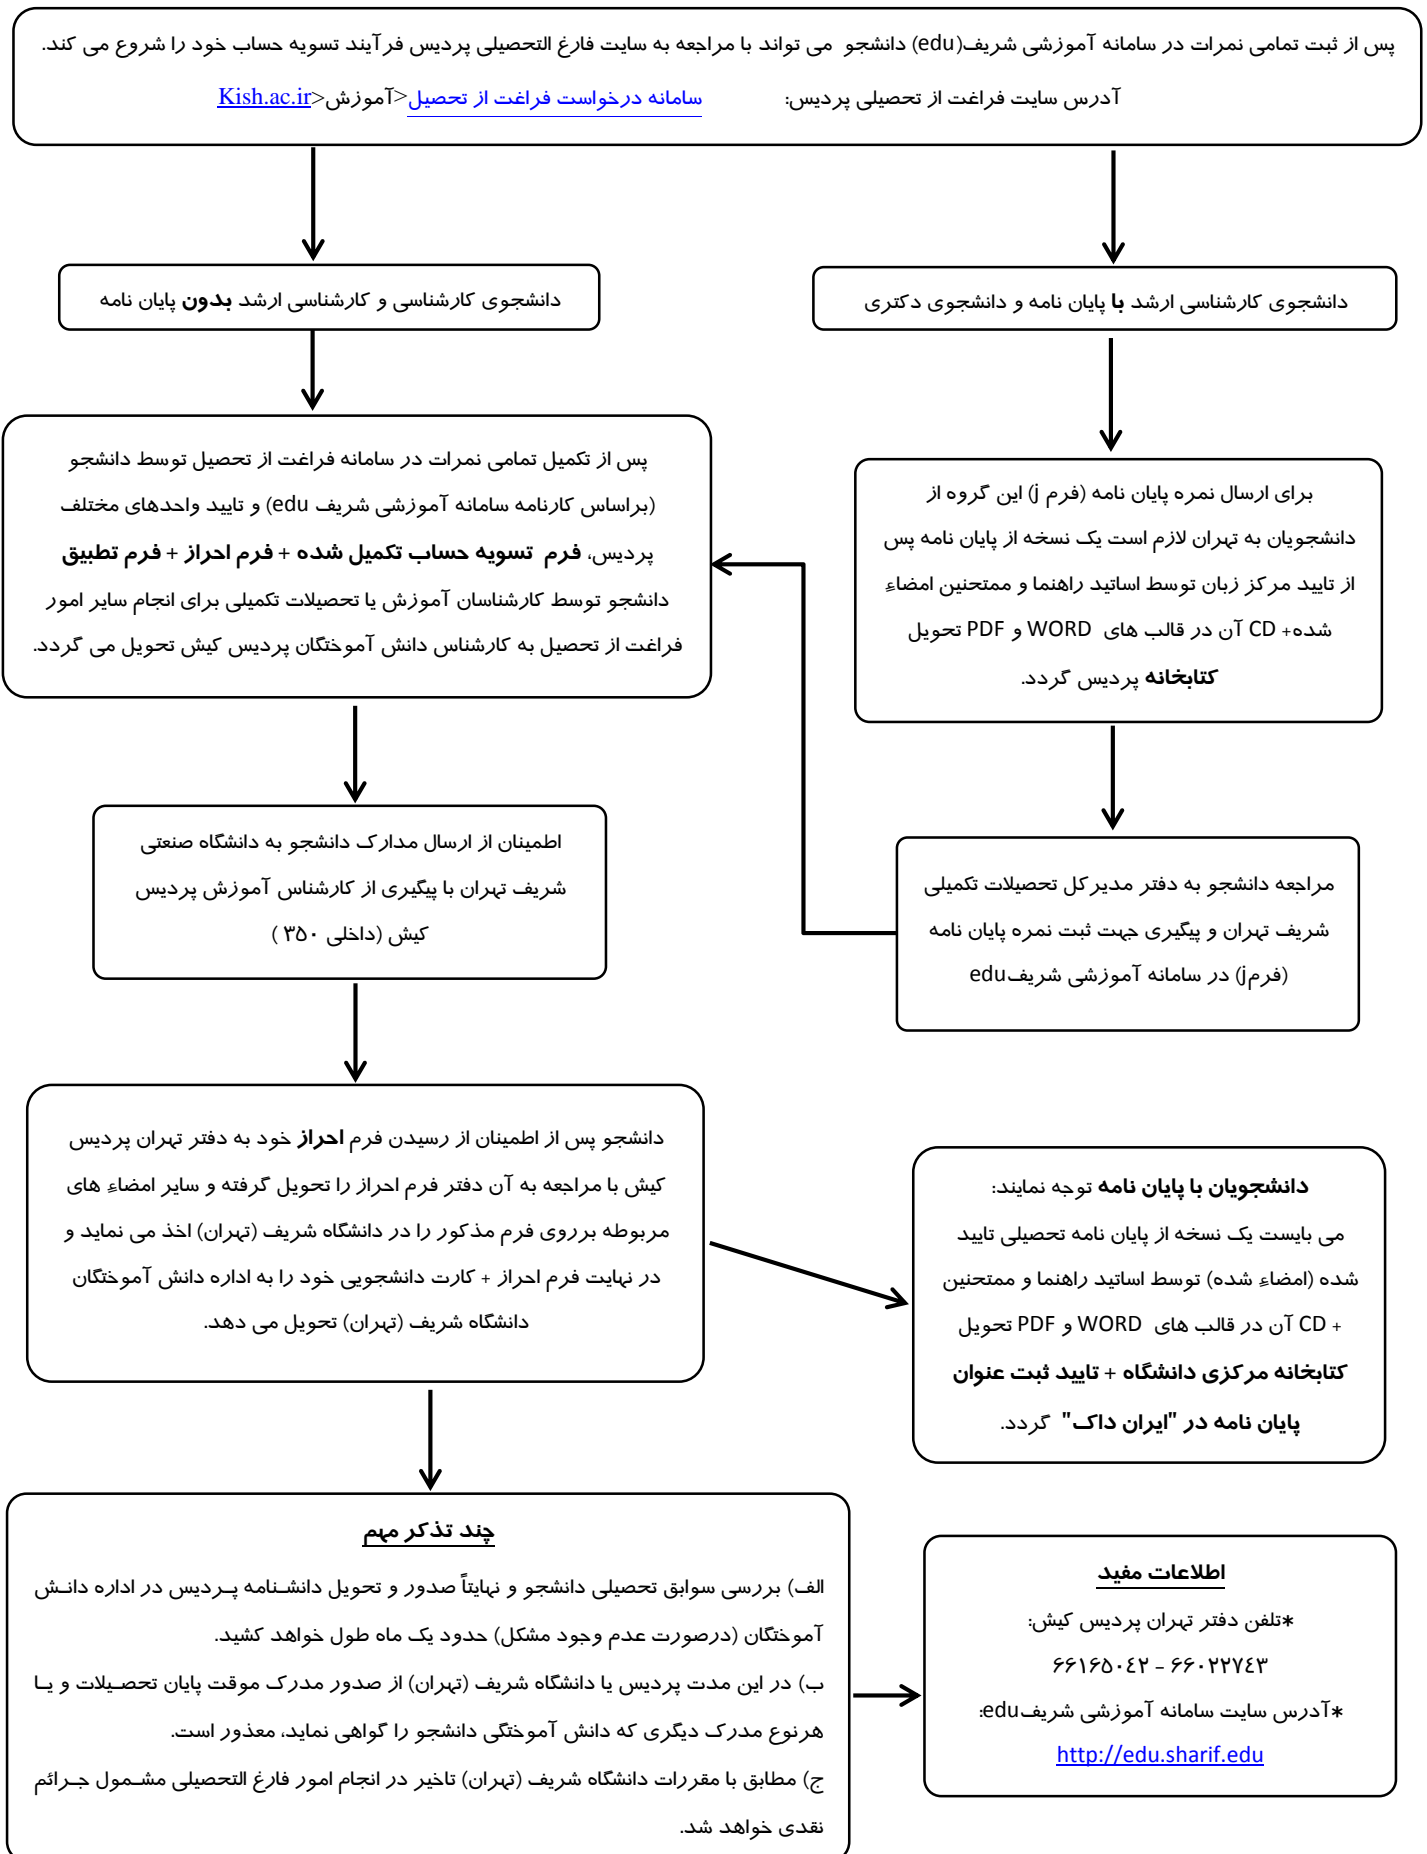 پس از ثبت تمامی نمرات در سامانه آموزشی شریف(edu) دانشجو می تواند با مراجعه به سایت فارغ التحصیلی پردیس فرآیند تسویه حساب خود را شروع می کند.
آدرس سایت فراغت از تحصیلی پردیس: سامانه درخواست فراغت از تحصیل<آموزش<Kish.ac.ir
دانشجوی کارشناسی ارشد با پایان نامه و دانشجوی دکتری
دانشجوی کارشناسی و کارشناسی ارشد بدون پایان نامه
برای ارسال نمره پایان نامه (فرم j) این گروه از
دانشجویان به تهران لازم است یک نسخه از پایان نامه پس
از تایید مرکز زبان توسط اساتید راهنما و ممتحنین امضاءِ
شده+ CD آن در قالب های WORD و PDF تحویل
کتابخانه پردیس گردد.
مراجعه دانشجو به دفتر مدیرکل تحصیلات تکمیلی
شریف تهران و پیگیری جهت ثبت نمره پایان نامه
(فرمj) در سامانه آموزشی شریفedu
پس از تکمیل تمامی نمرات در سامانه فراغت از تحصیل توسط دانشجو
(براساس کارنامه سامانه آموزشی شریف edu) و تایید واحدهای مختلف
پردیس، فرم تسویه حساب تکمیل شده + فرم احراز + فرم تطبیق
دانشجو توسط کارشناسان آموزش یا تحصیلات تکمیلی برای انجام سایر امور
فراغت از تحصیل به کارشناس دانش آموختگان پردیس کیش تحویل می گردد.
اطمینان از ارسال مدارک دانشجو به دانشگاه صنعتی
شریف تهران با پیگیری از کارشناس آموزش پردیس
کیش (داخلی ۳۵۰ )
دانشجو پس از اطمینان از رسیدن فرم احراز خود به دفتر تهران پردیس
کیش با مراجعه به آن دفتر فرم احراز را تحویل گرفته و سایر امضاءِ های
مربوطه برروی فرم مذکور را در دانشگاه شریف (تهران) اخذ می نماید و
در نهایت فرم احراز + کارت دانشجویی خود را به اداره دانش آموختگان
دانشگاه شریف (تهران) تحویل می دهد.
دانشجویان با پایان نامه توجه نمایند:
می بایست یک نسخه از پایان نامه تحصیلی تایید
شده (امضاءِ شده) توسط اساتید راهنما و ممتحنین
+ CD آن در قالب های WORD و PDF تحویل
کتابخانه مرکزی دانشگاه + تایید ثبت عنوان
پایان نامه در "ایران داک" گردد.
چند تذکر مهم
الف) بررسی سوابق تحصیلی دانشجو و نهایتاً صدور و تحویل دانشـنامه پـردیس در اداره دانـش
آموختگان (درصورت عدم وجود مشکل) حدود یک ماه طول خواهد کشید.
ب) در این مدت پردیس یا دانشگاه شریف (تهران) از صدور مدرک موقت پایان تحصـیلات و یـا
هرنوع مدرک دیگری که دانش آموختگی دانشجو را گواهی نماید، معذور است.
ج) مطابق با مقررات دانشگاه شریف (تهران) تاخیر در انجام امور فارغ التحصیلی مشـمول جـرائم
نقدی خواهد شد.
اطلاعات مفید
*تلفن دفتر تهران پردیس کیش:
۶۶۰۲۲۷٤۳ - ۶۶۱۶۵۰٤۲
*آدرس سایت سامانه آموزشی شریفedu:
http://edu.sharif.edu